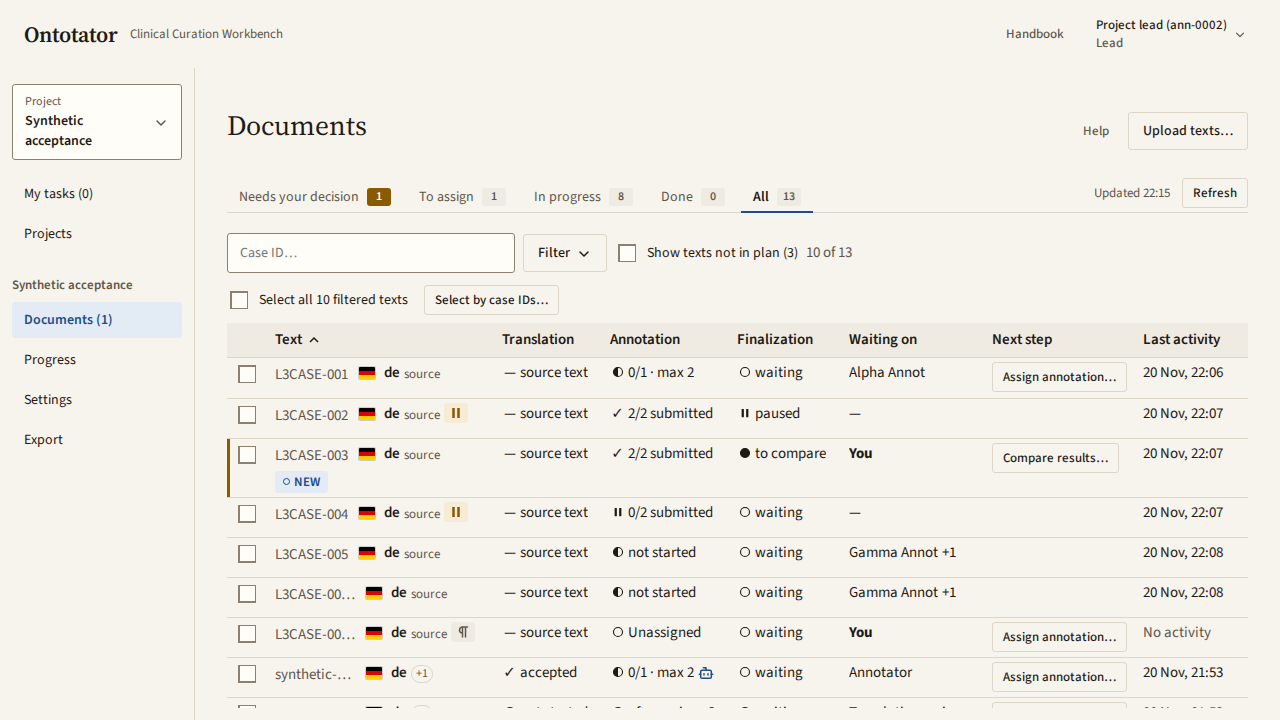 Ontotator Clinical Curation Workbench
Handbook
Project lead (ann-0002)
Lead
Project
Synthetic
acceptance
My tasks (0)
Projects
Synthetic acceptance
Documents (1)
Progress
Settings
Export
Documents
Help Upload texts…
Needs your decision 1 To assign 1 In progress 8 Done 0 All 13 Updated 22:15 Refresh
Case ID… Filter Show texts not in plan (3) 10 of 13
Select all 10 filtered texts Select by case IDs…
Text Translation Annotation Finalization Waiting on Next step Last activity
L3CASE-001 de source — source text 0/1 · max 2 waiting Alpha Annot Assign annotation… 20 Nov, 22:06
L3CASE-002 de source — source text ✓ 2/2 submitted paused — 20 Nov, 22:07
L3CASE-003 de source — source text ✓ 2/2 submitted to compare You Compare results… 20 Nov, 22:07
NEW
L3CASE-004 de source — source text 0/2 submitted waiting — 20 Nov, 22:07
L3CASE-005 de source — source text not started waiting Gamma Annot +1 20 Nov, 22:08
L3CASE-00… de source — source text not started waiting Gamma Annot +1 20 Nov, 22:08
L3CASE-00… de source ¶ — source text Unassigned waiting You Assign annotation… No activity
synthetic-… de +1 ✓ accepted 0/1 · max 2 waiting Annotator Assign annotation… 20 Nov, 21:53